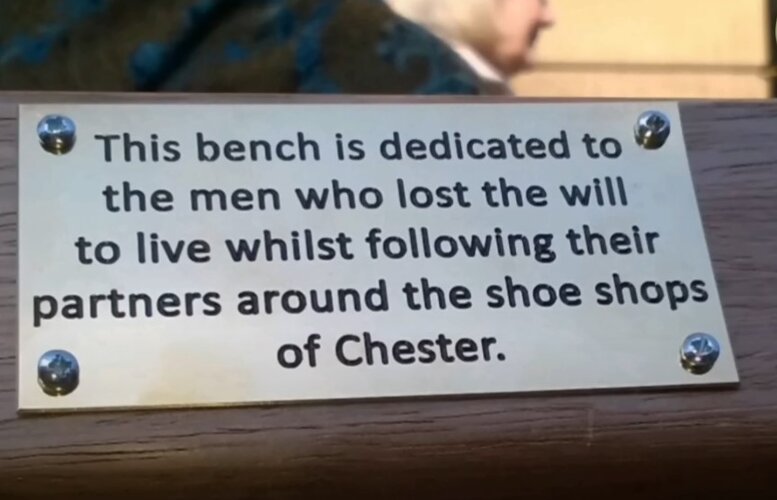 This bench is dedicated to
the men who lost the will
to live whilst following their
partners around the shoe shops
of Chester.